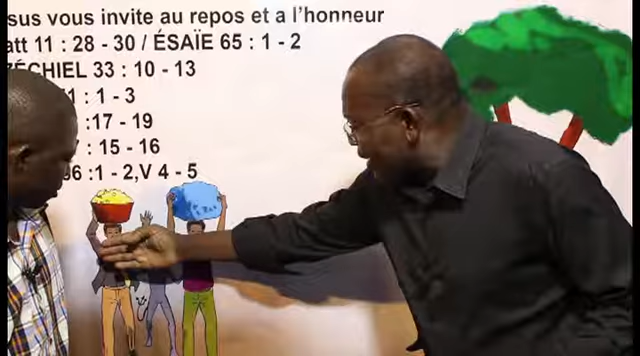 sus vous invite au repos et a l'honneur
att 11 : 28 - 30 / ÉSAÏE 65 : 1 - 2
ÉCHIEL 33 : 10 - 13
1 : 1 - 3
: 17 - 19
: 15 - 16
6 : 1 - 2,V 4 - 5